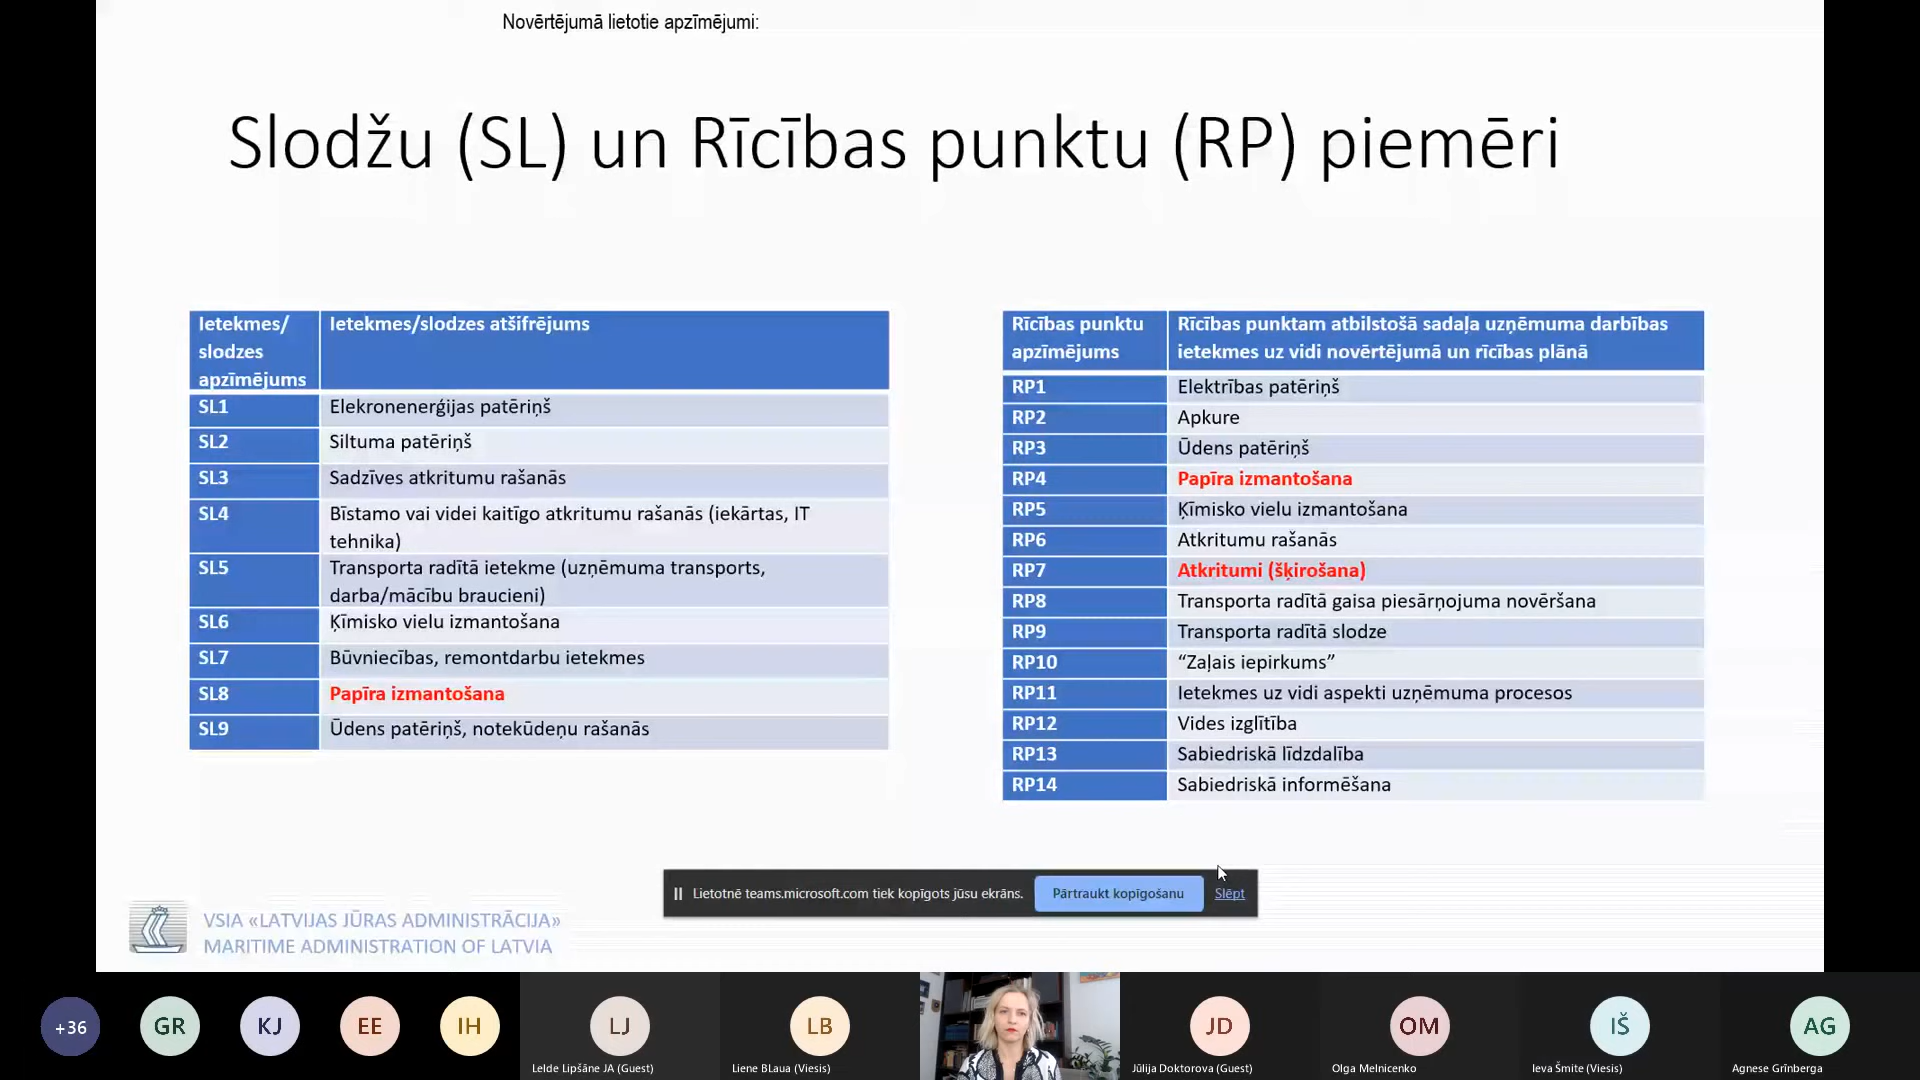 Novērtējumā lietotie apzīmējumi:
Slodžu (SL) un Rīcības punktu (RP) piemēri
Ietekmes/
slodzes
apzīmējums
Ietekmes/slodzes atšifrējums
SL1
Elekronenerģijas patēriņš
SL2
Siltuma patēriņš
SL3
Sadzīves atkritumu rašanās
SL4
Bīstamo vai videi kaitīgo atkritumu rašanās (iekārtas, IT
tehnika)
SL5
Transporta radītā ietekme (uzņēmuma transports,
darba/mācību braucieni)
SL6
Ķīmisko vielu izmantošana
SL7
Būvniecības, remontdarbu ietekmes
SL8
Papīra izmantošana
SL9
Ūdens patēriņš, notekūdeņu rašanās
Rīcības punktu
apzīmējums
Rīcības punktam atbilstošā sadaļa uzņēmuma darbības
ietekmes uz vidi novērtējumā un rīcības plānā
RP1
Elektrības patēriņš
RP2
Apkure
RP3
Ūdens patēriņš
RP4
Papīra izmantošana
RP5
Ķīmisko vielu izmantošana
RP6
Atkritumu rašanās
RP7
Atkritumi (šķirošana)
RP8
Transporta radītā gaisa piesārņojuma novēršana
RP9
Transporta radītā slodze
RP10
“Zaļais iepirkums”
RP11
Ietekmes uz vidi aspekti uzņēmuma procesos
RP12
Vides izglītība
RP13
Sabiedriskā līdzdalība
RP14
Sabiedriskā informēšana
Lietotnē teams.microsoft.com tiek kopīgots jūsu ekrāns.
Pārtraukt kopīgošanu
Slēpt
VSIA «LATVIJAS JŪRAS ADMINISTRĀCIJA»
MARITIME ADMINISTRATION OF LATVIA
+36
GR
KJ
EE
IH
LJ
LB
JD
OM
IŠ
AG
Lelde Lipšāne JA (Guest)
Liene BLaua (Viesis)
Jūlija Doktorova (Guest)
Olga Melnicenko
Ieva Šmite (Viesis)
Agnese Grīnberga